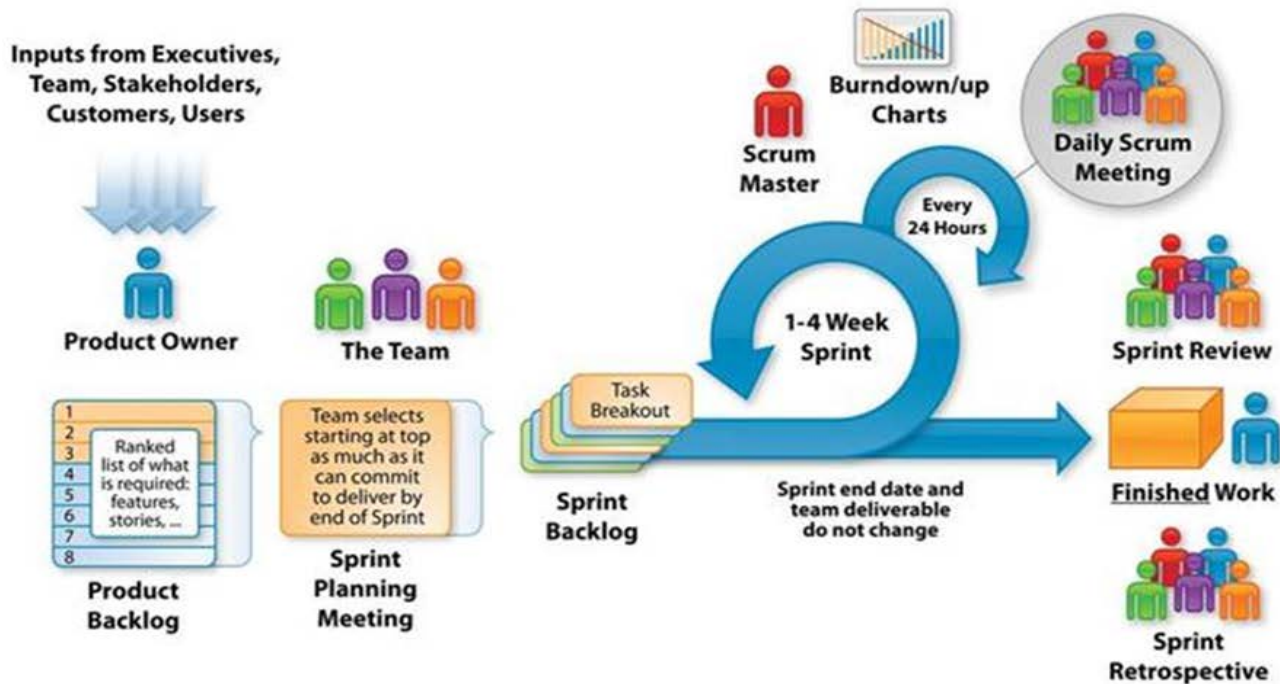 Inputs from Executives,
Team, Stakeholders,
Customers, Users
Product Owner
The Team
1
2
3
4
5
6
7
8
Ranked
list of what
is required:
features,
stories, ...
Product
Backlog
Team selects
starting at top
as much as it
can commit
to deliver by
end of Sprint
Sprint
Planning
Meeting
Task
Breakout
Sprint
Backlog
Scrum
Master
Burndown/up
Charts
Every
24 Hours
Daily Scrum
Meeting
1-4 Week
Sprint
Sprint end date and
team deliverable
do not change
Sprint Review
Finished Work
Sprint
Retrospective